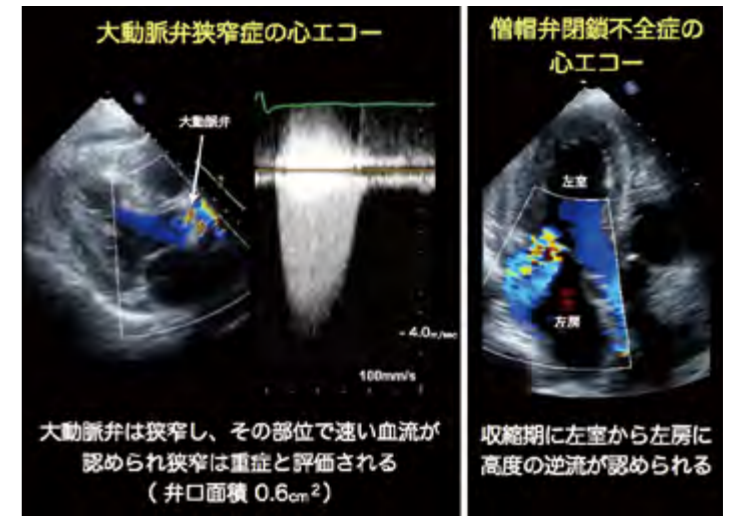 大動脈弁狭窄症の心エコー
大動脈弁
- 4.0m/sec
100mm/s
大動脈弁は狭窄し、その部位で速い血流が
認められ狭窄は重症と評価される
( 弁口面積 0.6cm²)
僧帽弁閉鎖不全症の
心エコー
左室
左房
収縮期に左室から左房に
高度の逆流が認められる